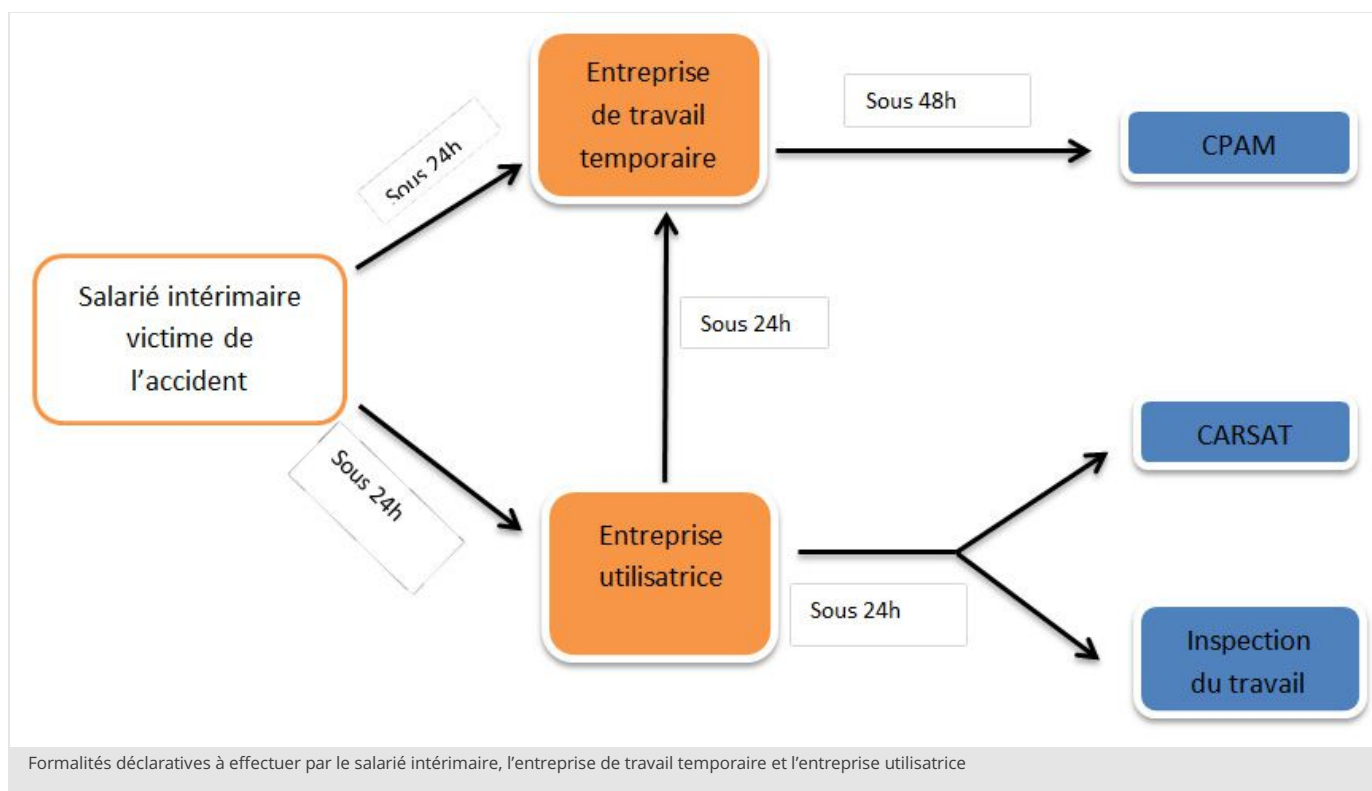 Entreprise
de travail
temporaire
Sous 48h
CPAM
Sous 24h
Salarié intérimaire
victime de
l’accident
Sous 24h
Sous 24h
CARSAT
Entreprise
utilisatrice
Sous 24h
Inspection
du travail
Formalités déclaratives à effectuer par le salarié intérimaire, l’entreprise de travail temporaire et l’entreprise utilisatrice